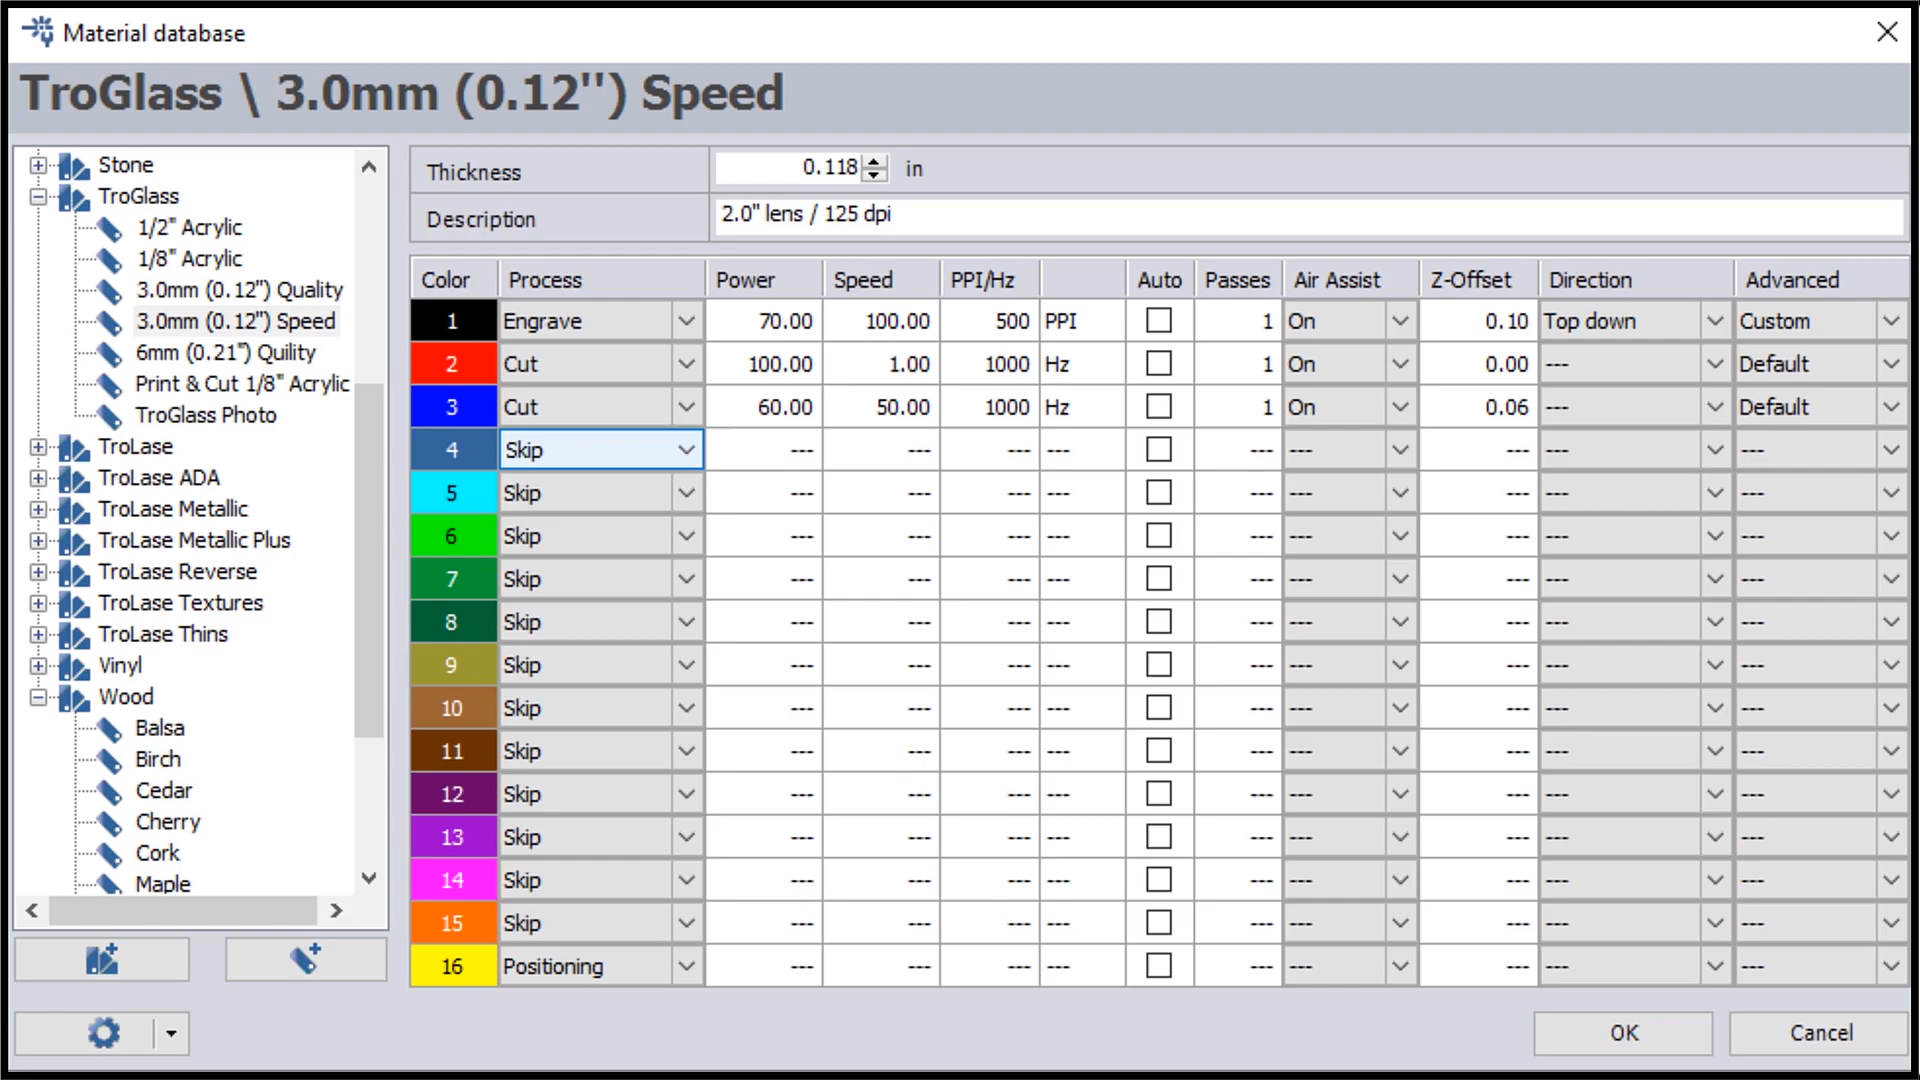 Material database
TroGlass \ 3.0mm (0.12'') Speed
Stone
TroGlass
1/2" Acrylic
1/8" Acrylic
3.0mm (0.12") Quality
3.0mm (0.12") Speed
6mm (0.21") Quility
Print & Cut 1/8" Acrylic
TroGlass Photo
TroLase
TroLase ADA
TroLase Metallic
TroLase Metallic Plus
TroLase Reverse
TroLase Textures
TroLase Thins
Vinyl
Wood
Balsa
Birch
Cedar
Cherry
Cork
Maple
Thickness 0.118 in
Description 2.0" lens / 125 dpi
Color Process Power Speed PPI/Hz Auto Passes Air Assist Z-Offset Direction Advanced
1 Engrave 70.00 100.00 500 PPI 1 On 0.10 Top down Custom
2 Cut 100.00 1.00 1000 Hz 1 On 0.00 --- Default
3 Cut 60.00 50.00 1000 Hz 1 On 0.06 --- Default
4 Skip --- --- --- --- --- --- --- --- ---
5 Skip --- --- --- --- --- --- --- --- ---
6 Skip --- --- --- --- --- --- --- --- ---
7 Skip --- --- --- --- --- --- --- --- ---
8 Skip --- --- --- --- --- --- --- --- ---
9 Skip --- --- --- --- --- --- --- --- ---
10 Skip --- --- --- --- --- --- --- --- ---
11 Skip --- --- --- --- --- --- --- --- ---
12 Skip --- --- --- --- --- --- --- --- ---
13 Skip --- --- --- --- --- --- --- --- ---
14 Skip --- --- --- --- --- --- --- --- ---
15 Skip --- --- --- --- --- --- --- --- ---
16 Positioning --- --- --- --- --- --- --- --- ---
OK Cancel